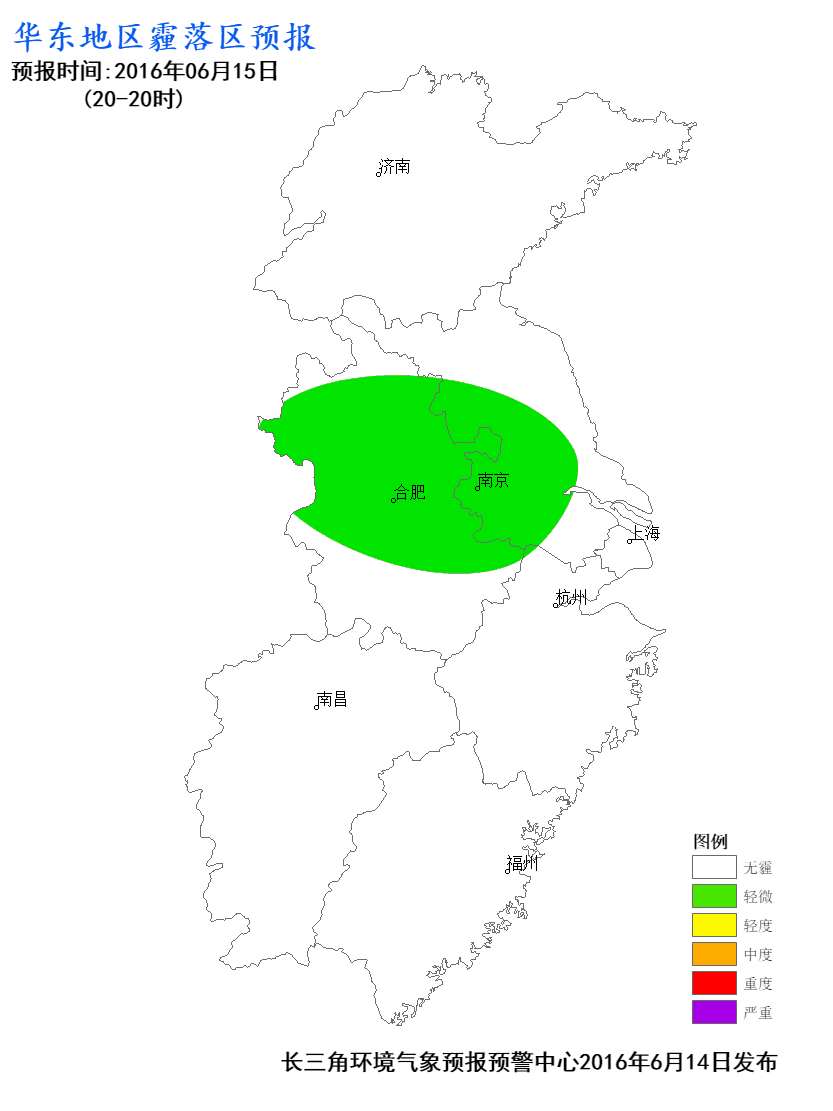 华东地区霾落区预报
预报时间:2016年06月15日
(20-20时)
济南
合肥
南京
上海
杭州
南昌
福州
图例
无霾
轻微
轻度
中度
重度
严重
长三角环境气象预报预警中心2016年6月14日发布